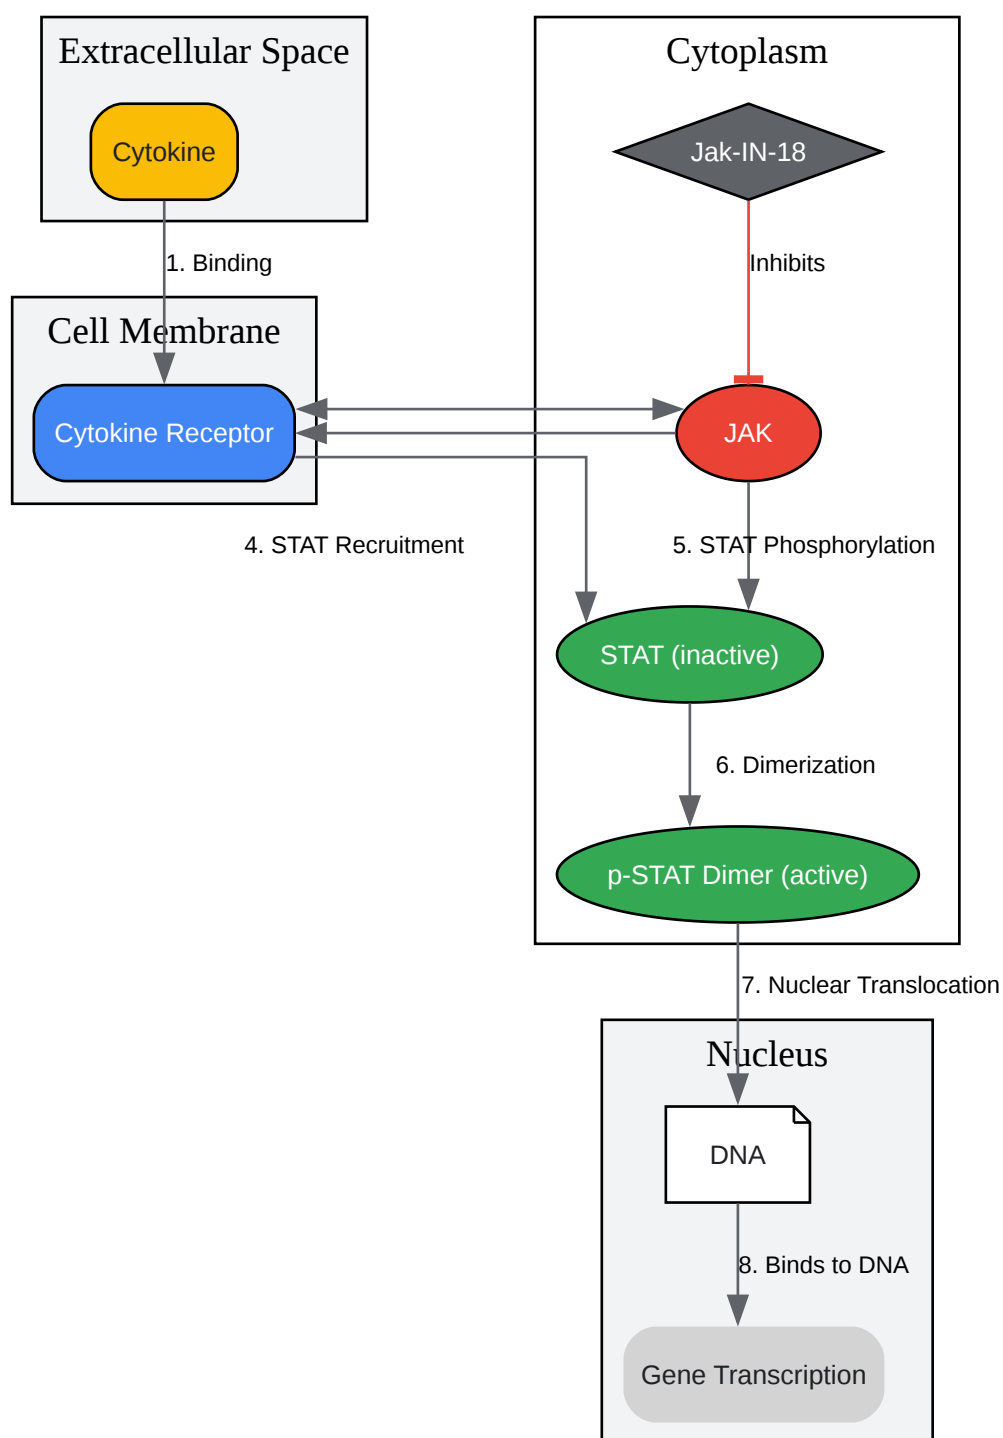 Extracellular Space
Cytoplasm
Cytokine
Jak-IN-18
1. Binding
Inhibits
Cell Membrane
Cytokine Receptor
JAK
4. STAT Recruitment
5. STAT Phosphorylation
STAT (inactive)
6. Dimerization
p-STAT Dimer (active)
7. Nuclear Translocation
Nucleus
DNA
8. Binds to DNA
Gene Transcription